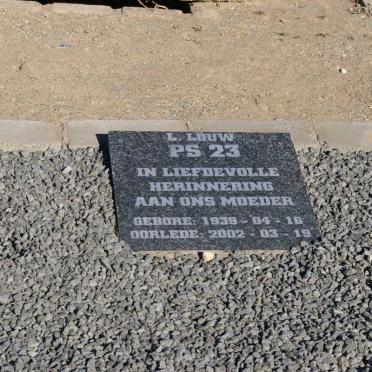 L. LOUW
PS 23
IN LIEFDEVOLLE
HERINNERING
AAN ONS MOEDER
GEBORE: 1939 - 04 - 16
OORLEDE: 2002 - 03 - 19